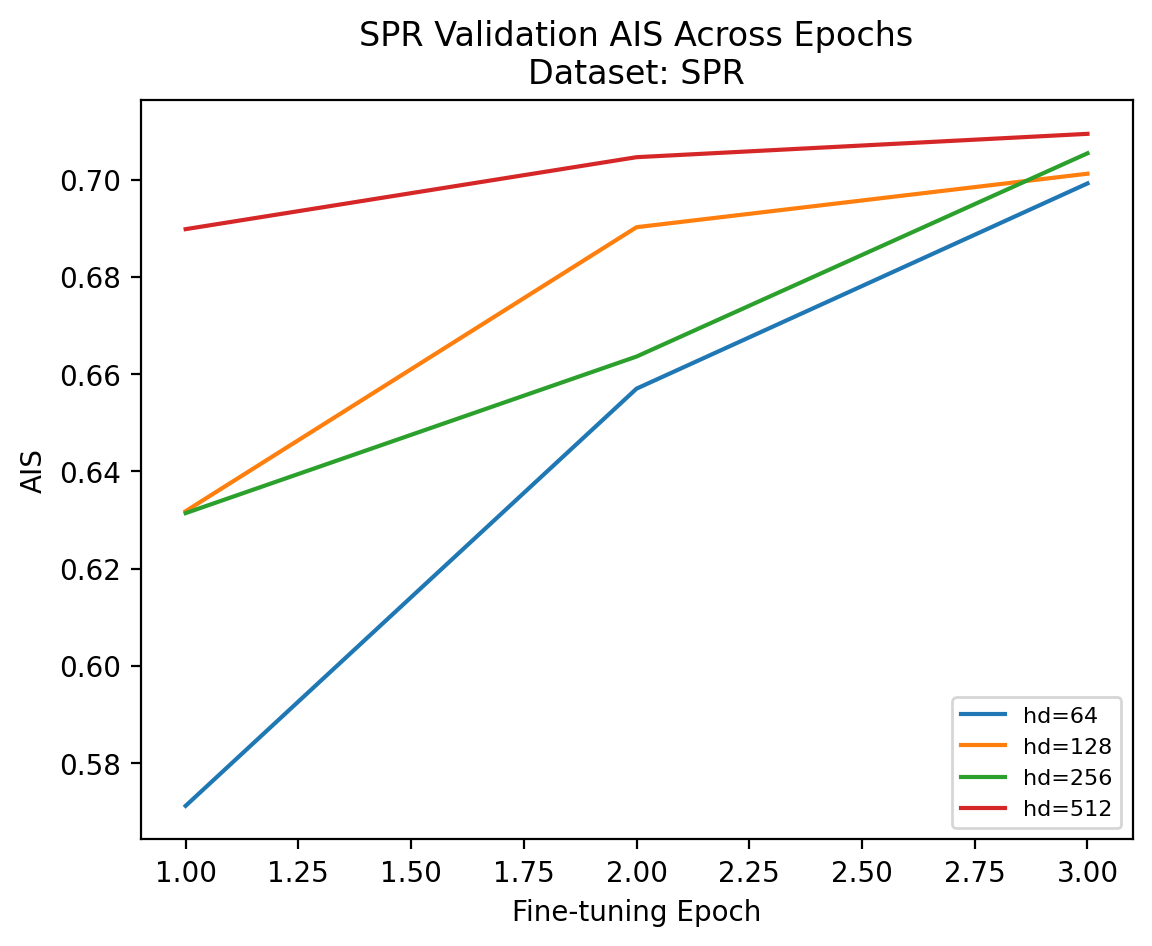 SPR Validation AIS Across Epochs
Dataset: SPR
AIS
0.70
0.68
0.66
0.64
0.62
0.60
0.58
1.00 1.25 1.50 1.75 2.00 2.25 2.50 2.75 3.00
Fine-tuning Epoch
hd=64
hd=128
hd=256
hd=512